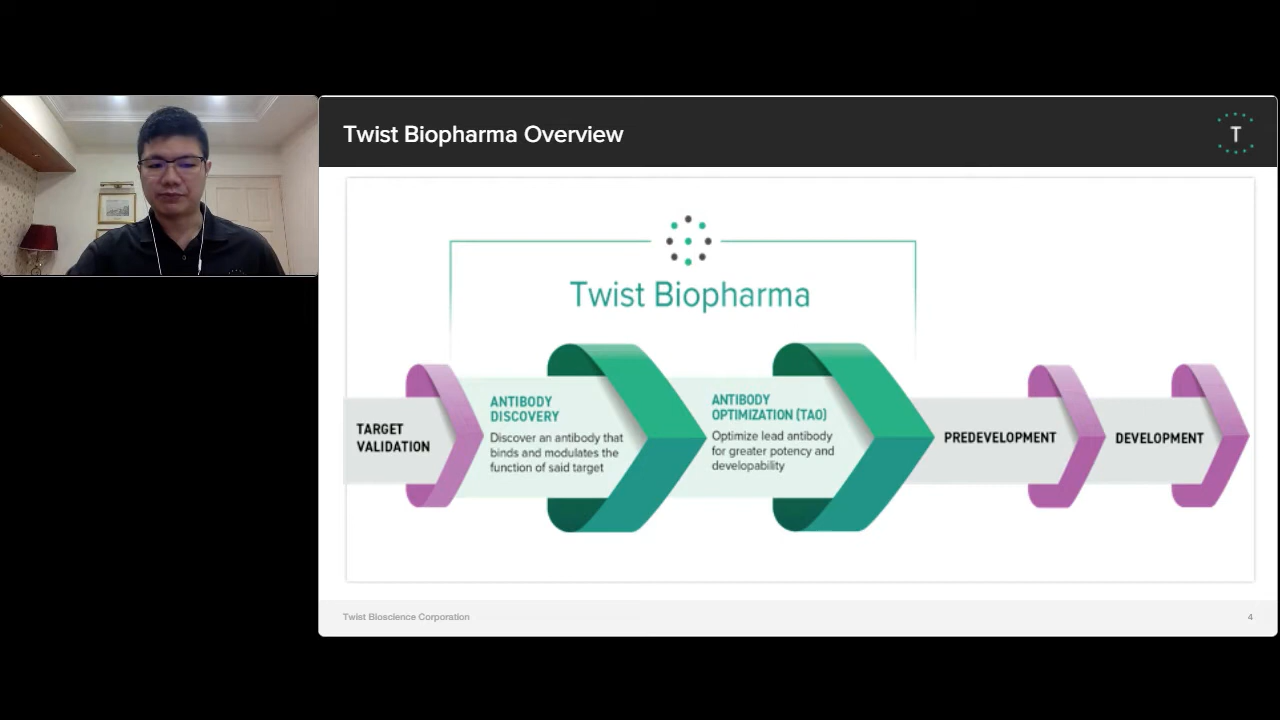 Twist Biopharma Overview
T
Twist Biopharma
TARGET
VALIDATION
ANTIBODY
DISCOVERY
Discover an antibody that
binds and modulates the
function of said target
ANTIBODY
OPTIMIZATION (TAO)
Optimize lead antibody
for greater potency and
developability
PREDEVELOPMENT
DEVELOPMENT
Twist Bioscience Corporation
4